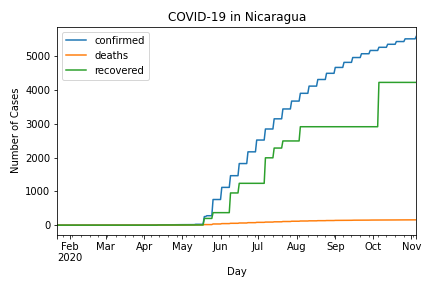 COVID-19 in Nicaragua
confirmed
deaths
recovered
Number of Cases
5000
4000
3000
2000
1000
0
Feb Mar Apr May Jun Jul Aug Sep Oct Nov
2020
Day